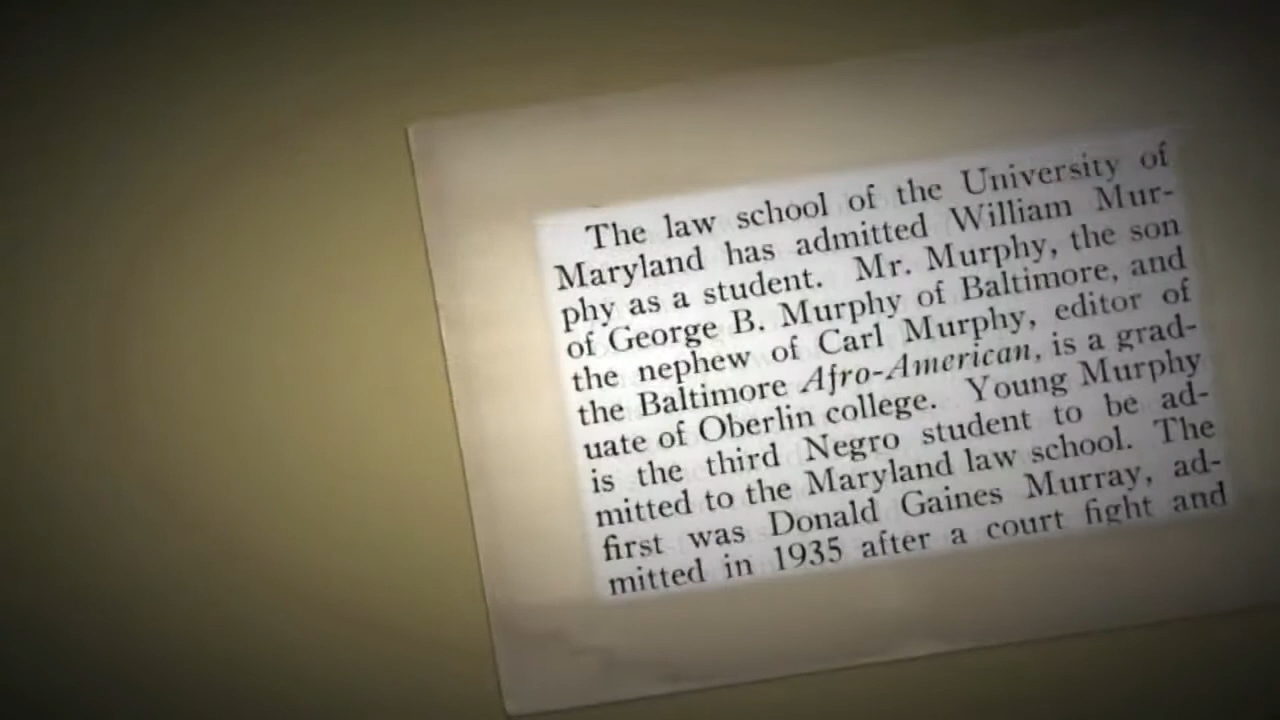 The law school of the University of
Maryland has admitted William Mur-
phy as a student. Mr. Murphy, the son
of George B. Murphy of Baltimore, and
the nephew of Carl Murphy, editor of
the Baltimore Afro-American, is a grad-
uate of Oberlin college. Young Murphy
is the third Negro student to be ad-
mitted to the Maryland law school. The
first was Donald Gaines Murray, ad-
mitted in 1935 after a court fight and